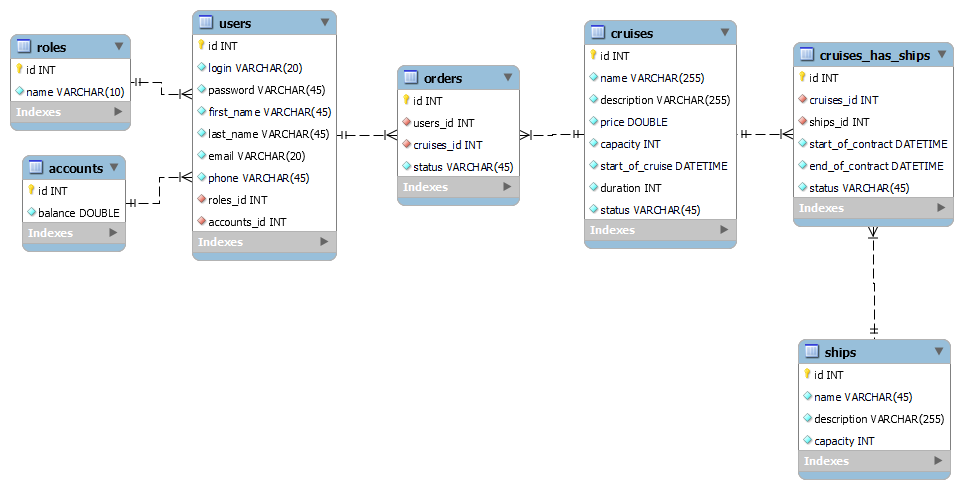 roles
id INT
name VARCHAR(10)
Indexes
accounts
id INT
balance DOUBLE
Indexes
users
id INT
login VARCHAR(20)
password VARCHAR(45)
first_name VARCHAR(45)
last_name VARCHAR(45)
email VARCHAR(20)
phone VARCHAR(45)
roles_id INT
accounts_id INT
Indexes
orders
id INT
users_id INT
cruises_id INT
status VARCHAR(45)
Indexes
cruises
id INT
name VARCHAR(255)
description VARCHAR(255)
price DOUBLE
capacity INT
start_of_cruise DATETIME
duration INT
status VARCHAR(45)
Indexes
cruises_has_ships
id INT
cruises_id INT
ships_id INT
start_of_contract DATETIME
end_of_contract DATETIME
status VARCHAR(45)
Indexes
ships
id INT
name VARCHAR(45)
description VARCHAR(255)
capacity INT
Indexes